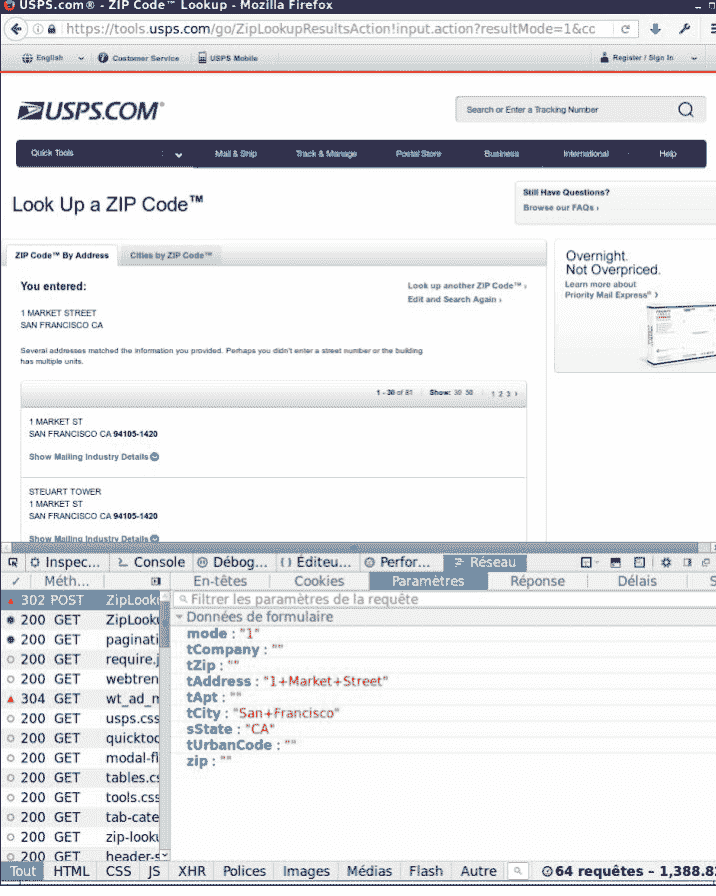 USPS.com® - ZIP Code™ Lookup - Mozilla Firefox
https://tools.usps.com/go/ZipLookupResultsAction!input.action?resultMode=1&cc
English Customer Service USPS Mobile Register / Sign In
USPS.COM®
Search or Enter a Tracking Number
Quick Tools Mail & Ship Track & Manage Postal Store Business International Help
Look Up a ZIP Code™
Still Have Questions?
Browse our FAQs ›
ZIP Code™ By Address Cities by ZIP Code™
Overnight.
Not Overpriced.
Learn more about
Priority Mail Express® ›
You entered:
Look up another ZIP Code™ ›
Edit and Search Again ›
1 MARKET STREET
SAN FRANCISCO CA
Several addresses matched the information you provided. Perhaps you didn't enter a street number or the building
has multiple units.
1 - 30 of 81 Show: 30 50 1 2 3 ›
1 MARKET ST
SAN FRANCISCO CA 94105-1420
Show Mailing Industry Details
STEUART TOWER
1 MARKET ST
SAN FRANCISCO CA 94105-1420
Show Mailing Industry Details
Inspec... Console Débog... Éditeu... Perfor... Réseau
✓ Méth... En-têtes Cookies Paramètres Réponse Délais S
302 POST ZipLooku
Filtrer les paramètres de la requête
200 GET ZipLooku
Données de formulaire
200 GET paginati
mode : "1"
tCompany : ""
200 GET require.j
tZip : ""
200 GET webtren
tAddress : "1+Market+Street"
304 GET wt_ad_n
tApt : ""
200 GET usps.css
tCity : "San+Francisco"
sState : "CA"
200 GET quicktoo
tUrbanCode : ""
200 GET modal-fi
zip : ""
200 GET tables.cs
200 GET tools.css
200 GET tab-cate
200 GET zip-looku
200 GET header-s
Tout HTML CSS JS XHR Polices Images Médias Flash Autre 64 requêtes – 1,388.8